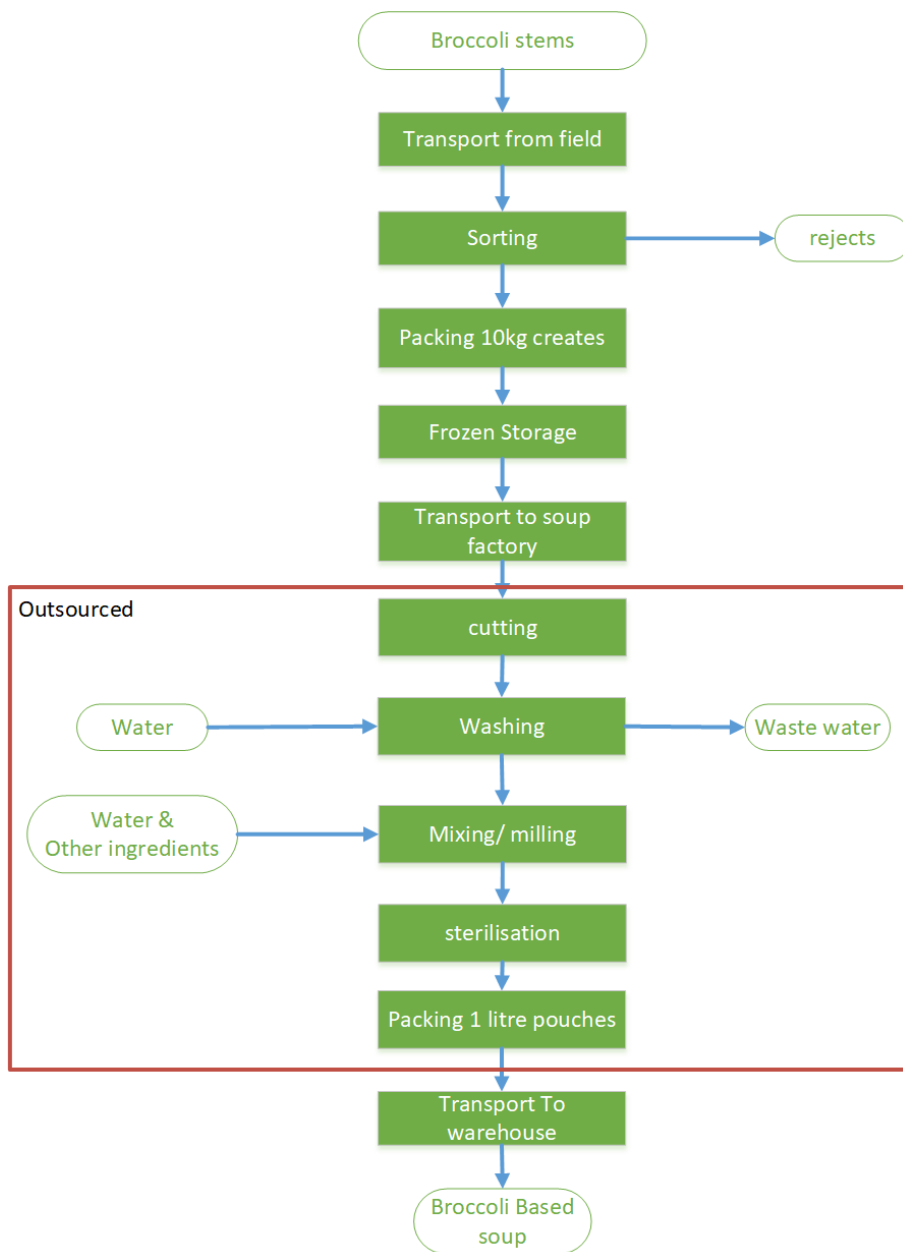 Broccoli stems
Transport from field
Sorting
rejects
Packing 10kg creates
Frozen Storage
Transport to soup
factory
Outsourced
cutting
Water
Washing
Waste water
Water &
Other ingredients
Mixing/ milling
sterilisation
Packing 1 litre pouches
Transport To
warehouse
Broccoli Based
soup